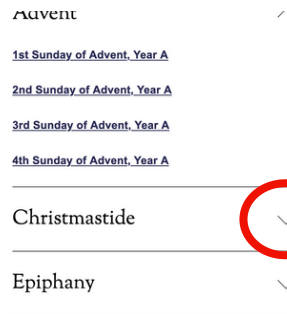 Advent
1st Sunday of Advent, Year A
2nd Sunday of Advent, Year A
3rd Sunday of Advent, Year A
4th Sunday of Advent, Year A
Christmastide
Epiphany